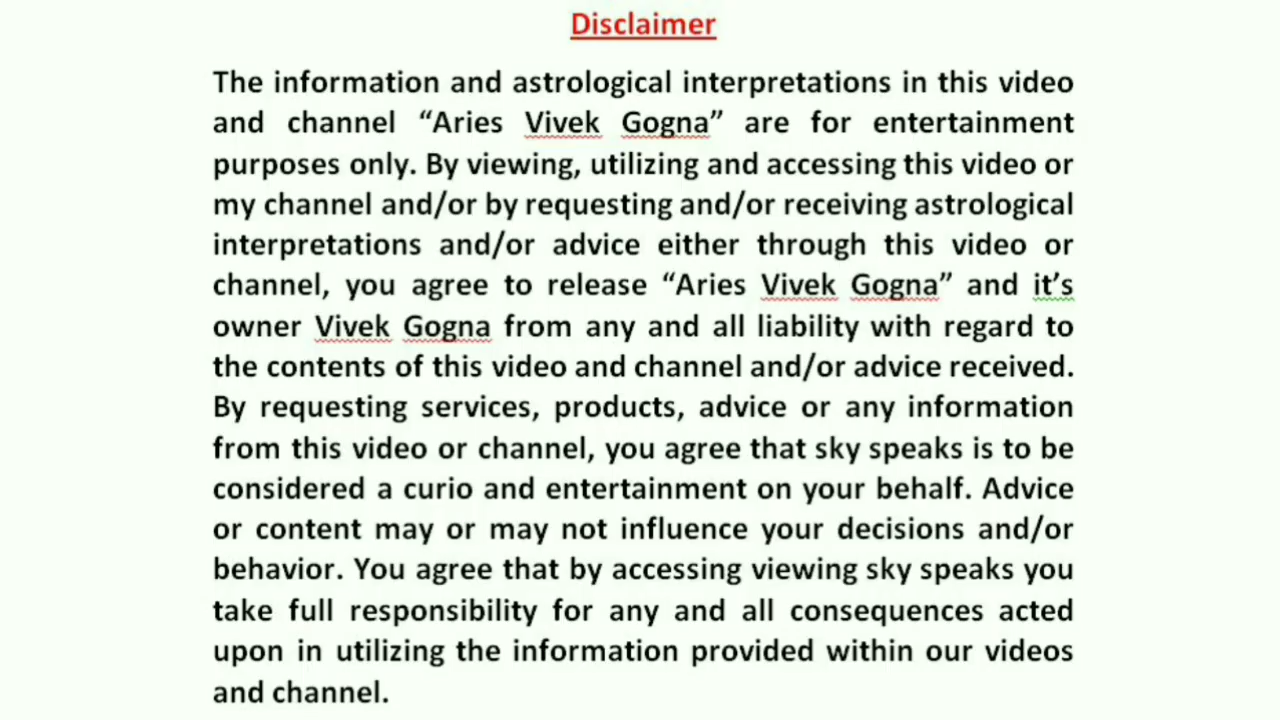 Disclaimer
The information and astrological interpretations in this video
and channel “Aries Vivek Gogna” are for entertainment
purposes only. By viewing, utilizing and accessing this video or
my channel and/or by requesting and/or receiving astrological
interpretations and/or advice either through this video or
channel, you agree to release “Aries Vivek Gogna” and it’s
owner Vivek Gogna from any and all liability with regard to
the contents of this video and channel and/or advice received.
By requesting services, products, advice or any information
from this video or channel, you agree that sky speaks is to be
considered a curio and entertainment on your behalf. Advice
or content may or may not influence your decisions and/or
behavior. You agree that by accessing viewing sky speaks you
take full responsibility for any and all consequences acted
upon in utilizing the information provided within our videos
and channel.